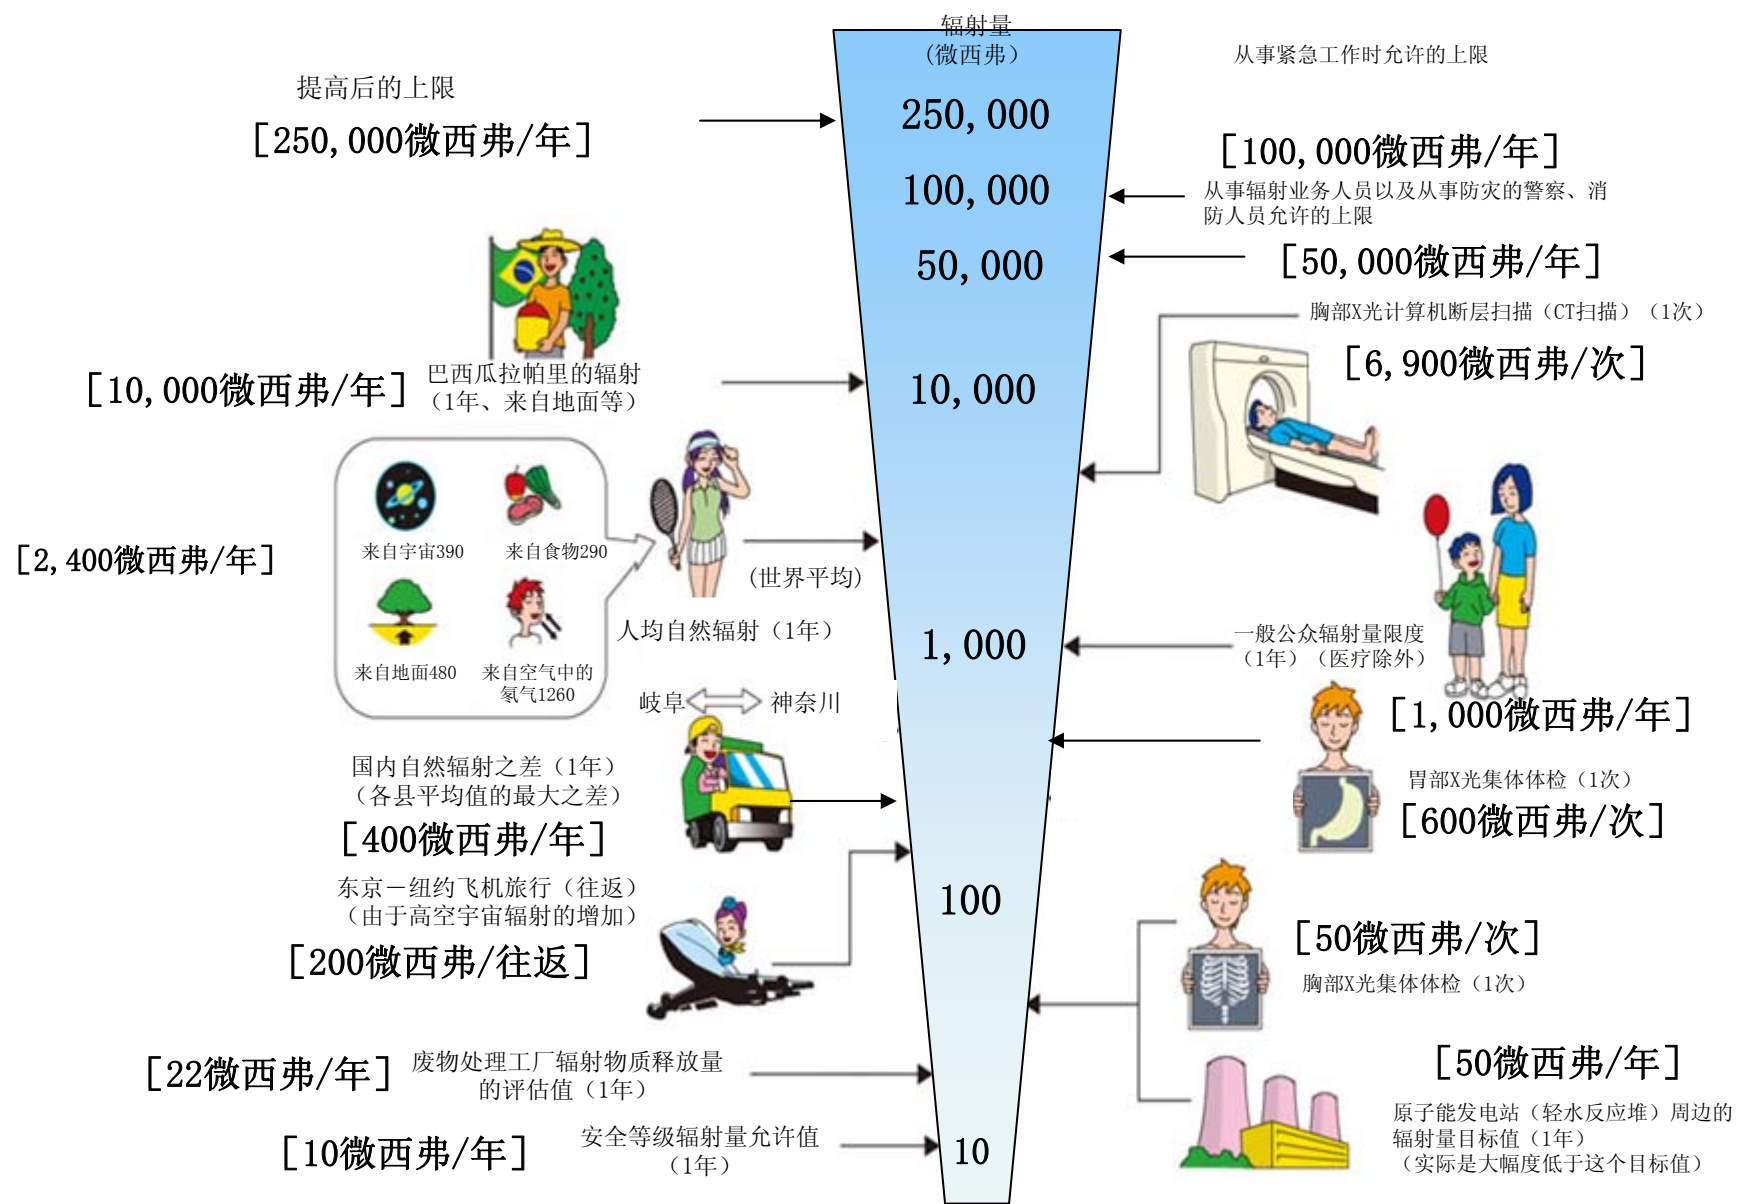 辐射量
(微西弗）
从事紧急工作时允许的上限
提高后的上限
[250,000微西弗/年]
250,000
[100,000微西弗/年]
100,000
从事辐射业务人员以及从事防灾的警察、消
防人员允许的上限
50,000
[50,000微西弗/年]
胸部X光计算机断层扫描（CT扫描）（1次）
[6,900微西弗/次]
[10,000微西弗/年]
巴西瓜拉帕里的辐射
（1年、来自地面等）
10,000
来自宇宙390
来自食物290
[2,400微西弗/年]
(世界平均)
来自地面480
来自空气中的
氡气1260
人均自然辐射（1年）
1,000
一般公众辐射量限度
（1年）（医疗除外）
[1,000微西弗/年]
岐阜
神奈川
国内自然辐射之差（1年）
（各县平均值的最大之差）
[400微西弗/年]
胃部X光集体体检（1次）
[600微西弗/次]
东京－纽约飞机旅行（往返）
（由于高空宇宙辐射的增加）
[200微西弗/往返]
100
[50微西弗/次]
胸部X光集体体检（1次）
[22微西弗/年]
废物处理工厂辐射物质释放量
的评估值（1年）
[50微西弗/年]
原子能发电站（轻水反应堆）周边的
辐射量目标值（1年）
（实际是大幅度低于这个目标值）
[10微西弗/年]
安全等级辐射量允许值
（1年）
10